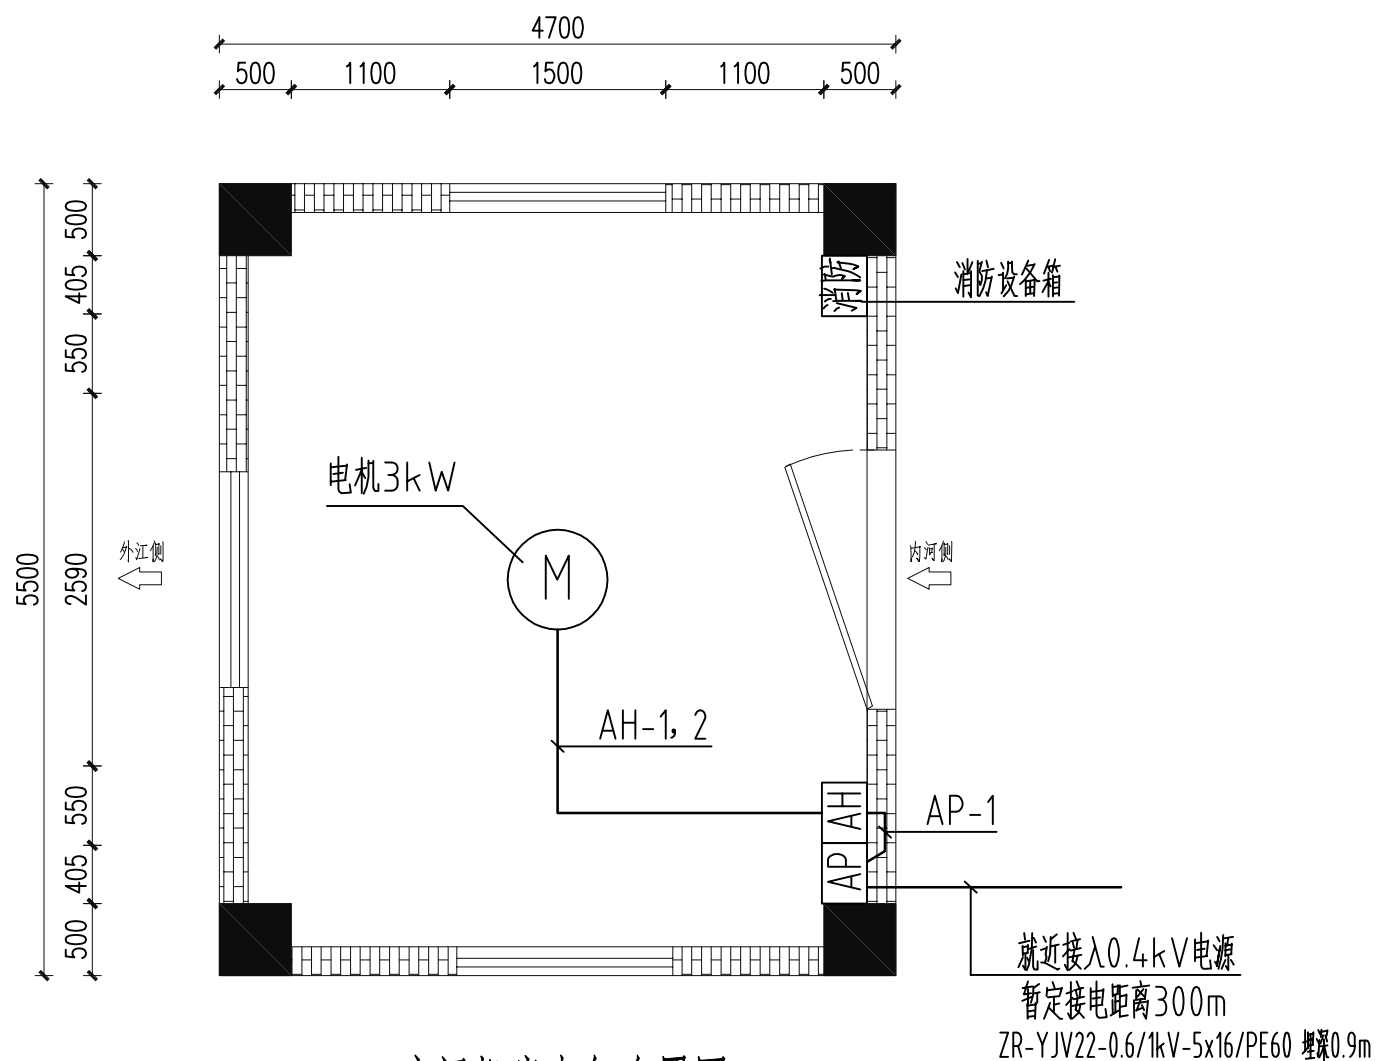 4700
500 1100 1500 1100 500
5500
500
405
550
2590
550
405
500
消防
消防设备箱
电机3kW
外江侧
内河侧
M
AH-1, 2
AH
AP-1
AP
就近接入0.4kV电源
暂定接电距离300m
ZR-YJV22-0.6/1kV-5x16/PE60 埋深0.9m